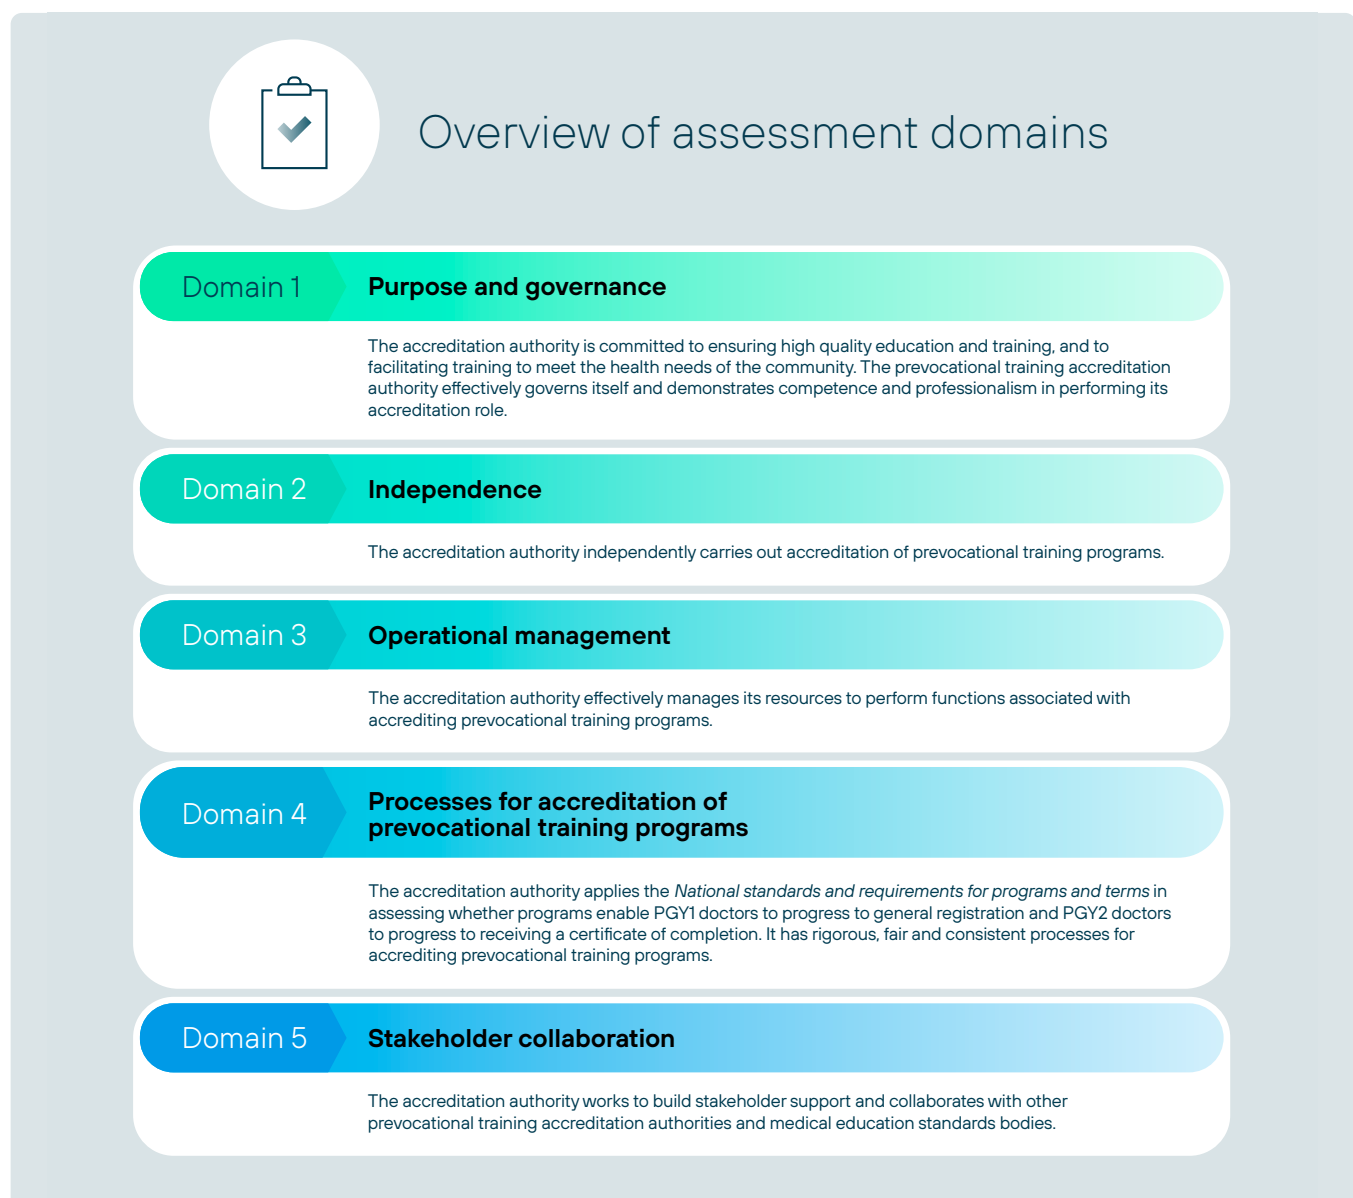 Overview of assessment domains
Domain 1
Purpose and governance
The accreditation authority is committed to ensuring high quality education and training, and to
facilitating training to meet the health needs of the community. The prevocational training accreditation
authority effectively governs itself and demonstrates competence and professionalism in performing its
accreditation role.
Domain 2
Independence
The accreditation authority independently carries out accreditation of prevocational training programs.
Domain 3
Operational management
The accreditation authority effectively manages its resources to perform functions associated with
accrediting prevocational training programs.
Domain 4
Processes for accreditation of
prevocational training programs
The accreditation authority applies the National standards and requirements for programs and terms in
assessing whether programs enable PGY1 doctors to progress to general registration and PGY2 doctors
to progress to receiving a certificate of completion. It has rigorous, fair and consistent processes for
accrediting prevocational training programs.
Domain 5
Stakeholder collaboration
The accreditation authority works to build stakeholder support and collaborates with other
prevocational training accreditation authorities and medical education standards bodies.